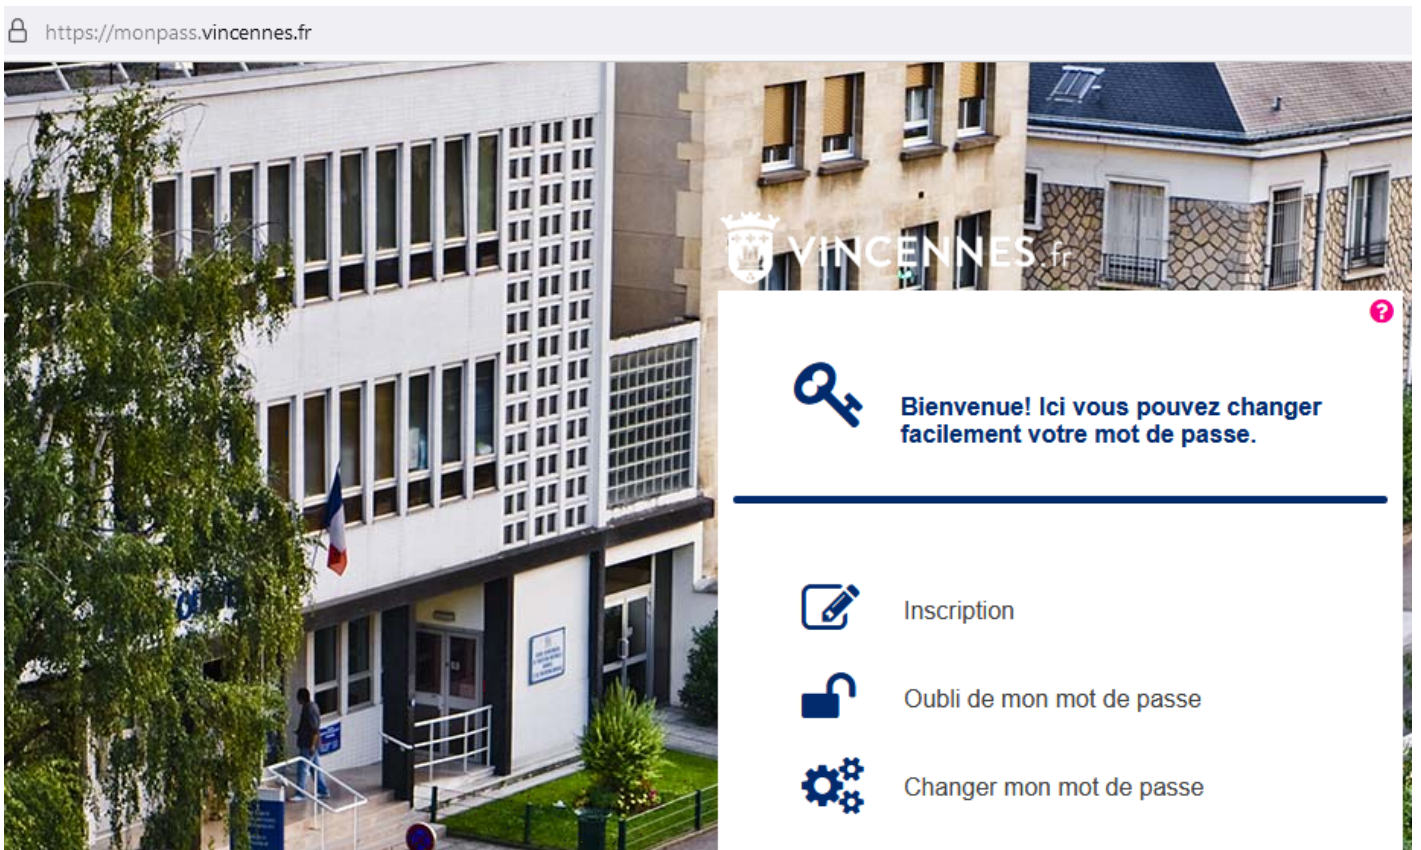 https://monpass.vincennes.fr
VINCENNES.fr
?
Bienvenue! Ici vous pouvez changer
facilement votre mot de passe.
Inscription
Oubli de mon mot de passe
Changer mon mot de passe